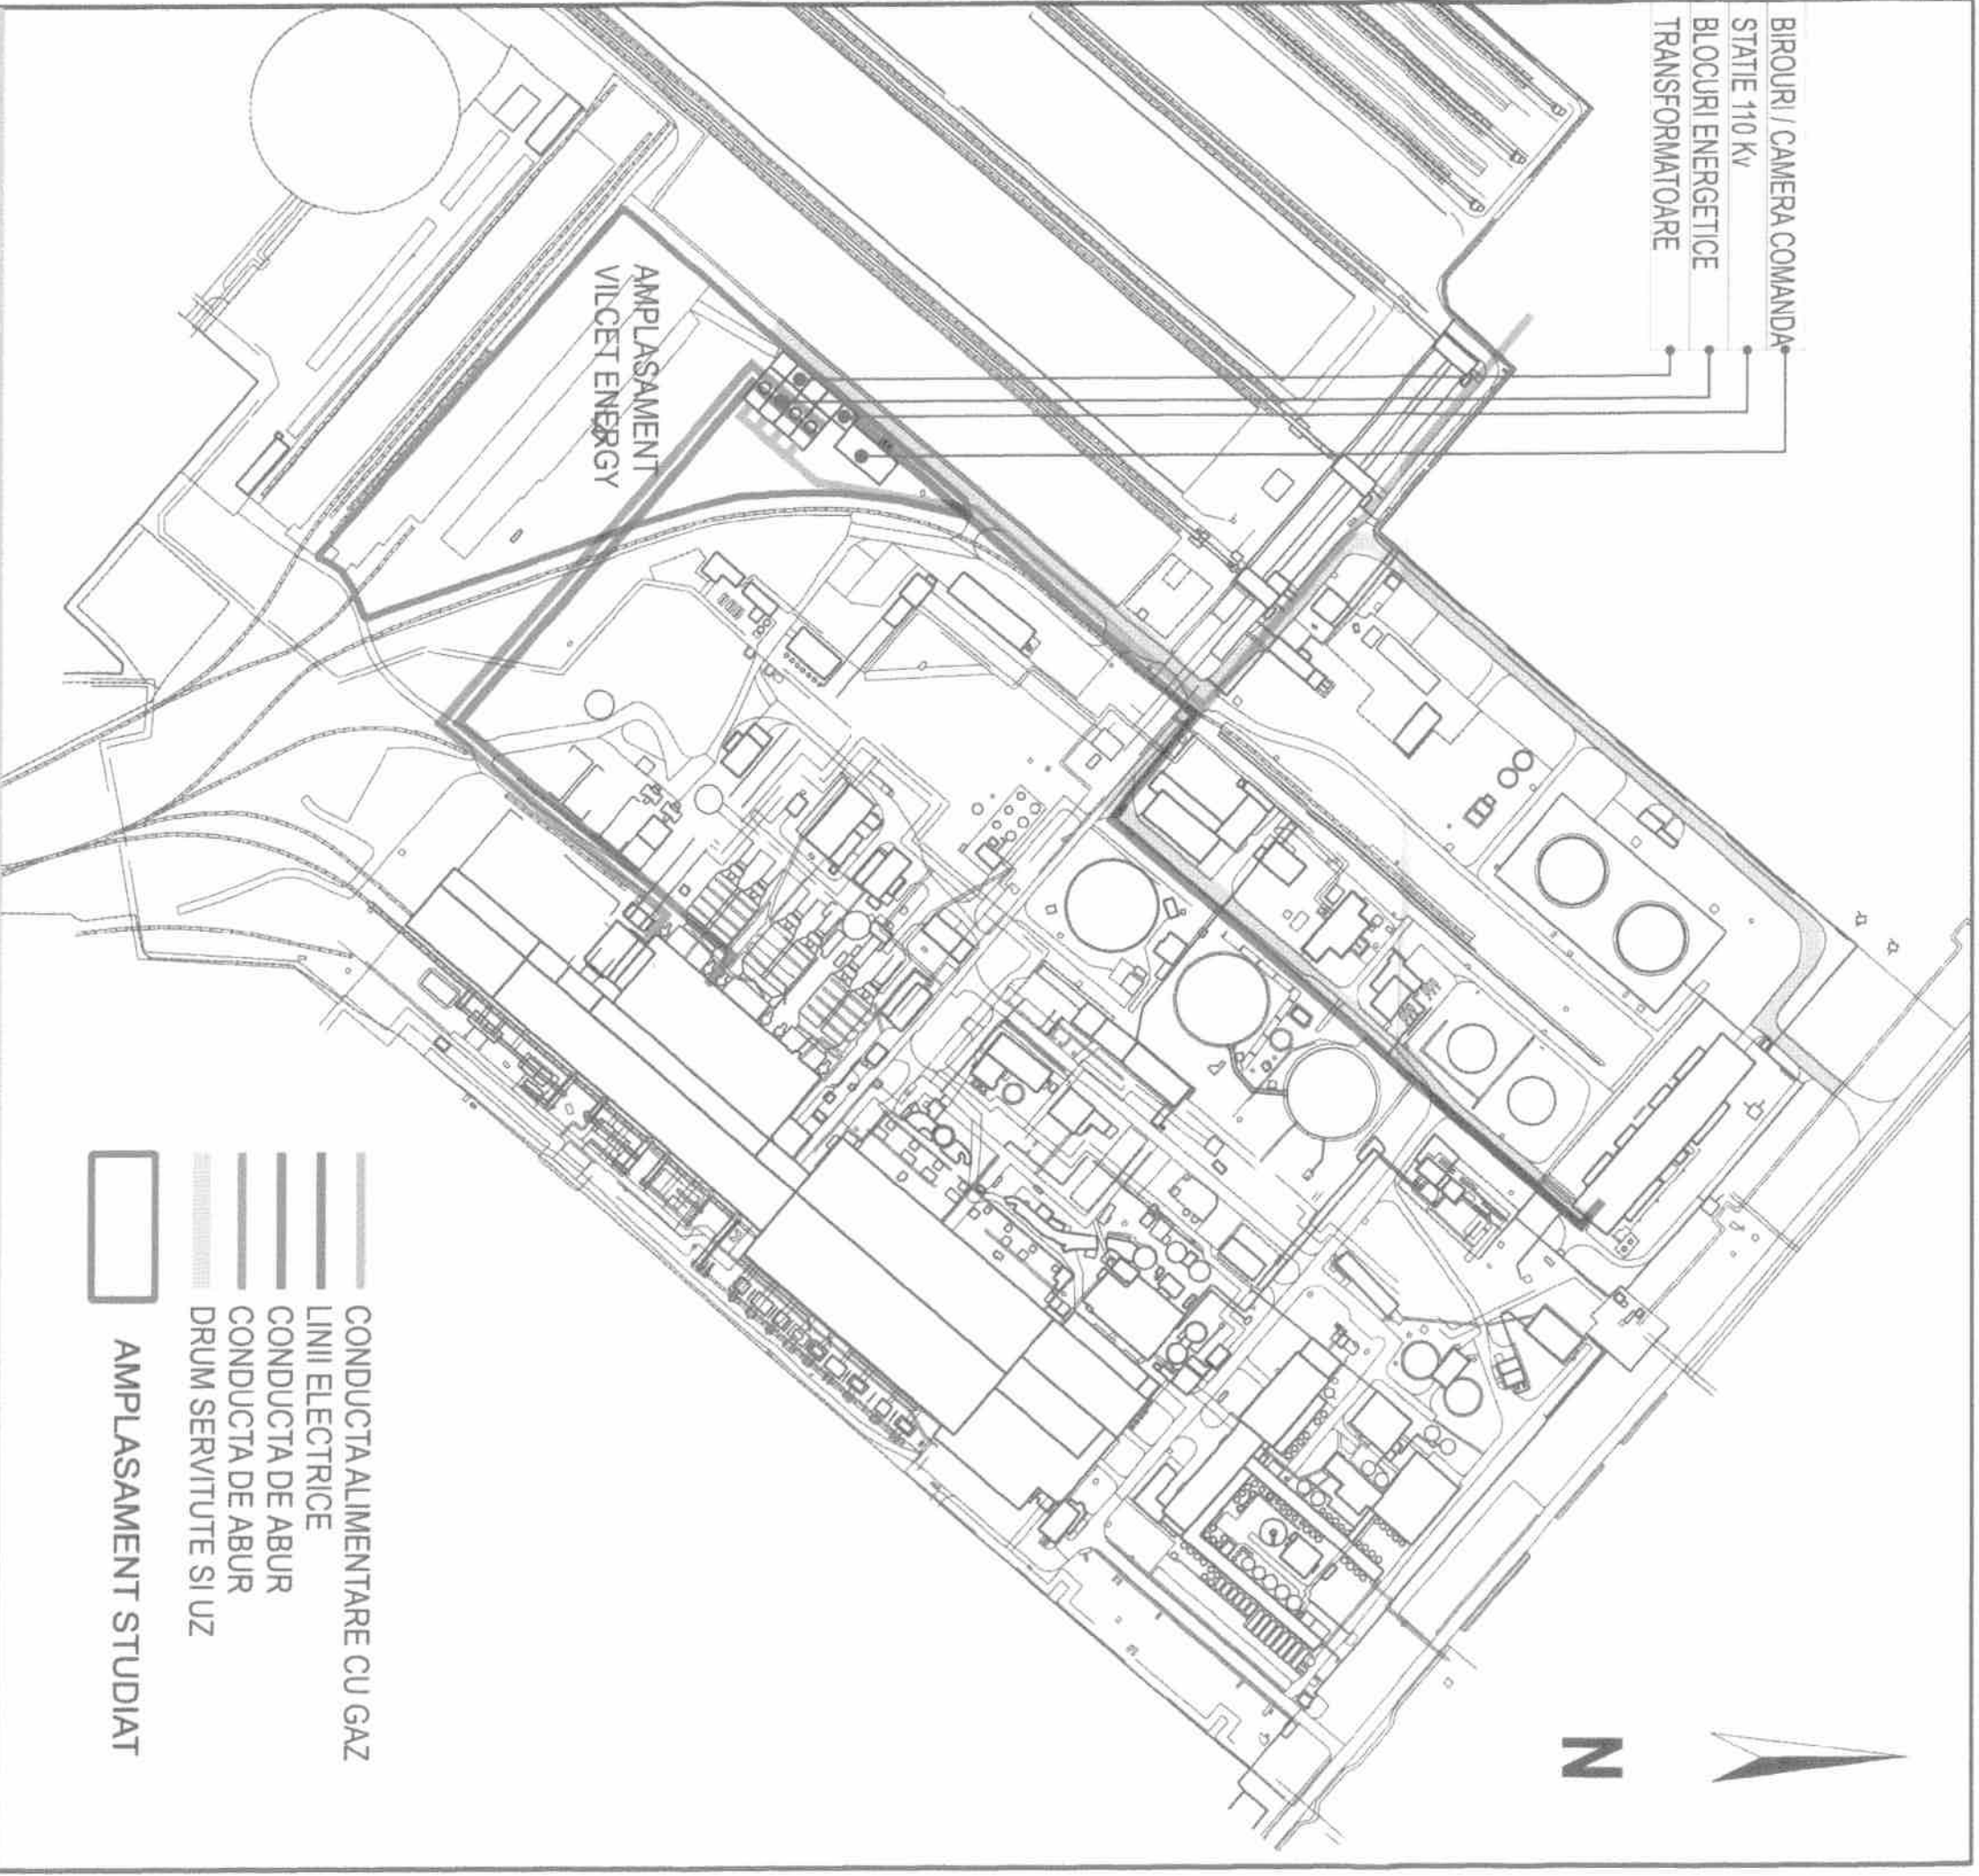 BIROURI / CAMERA COMANDA
STATIE 110 Kv
BLOCURI ENERGETICE
TRANSFORMATOARE
AMPLASAMENT
VILCET ENERGY
CONDUCTA ALIMENTARE CU GAZ
LINII ELECTRICE
CONDUCTA DE ABUR
CONDUCTA DE ABUR
DRUM SERVITUTE SI UZ
AMPLASAMENT STUDIAT
N